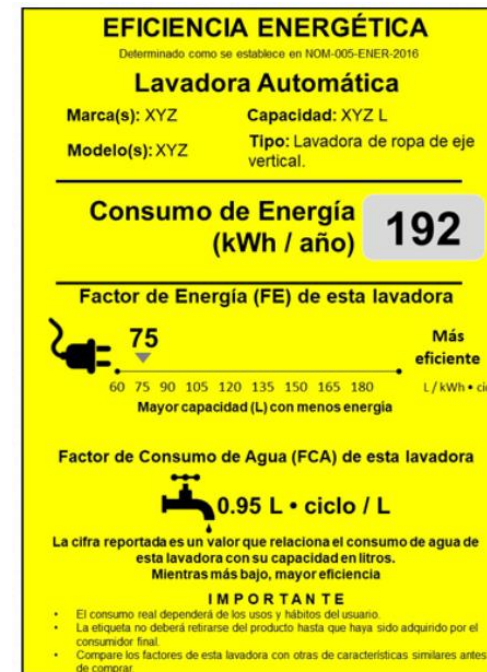 EFICIENCIA ENERGÉTICA
Determinado como se establece en NOM-005-ENER-2016
Lavadora Automática
Marca(s): XYZ
Capacidad: XYZ L
Modelo(s): XYZ
Tipo: Lavadora de ropa de eje
vertical.
Consumo de Energía
(kWh / año)
192
Factor de Energía (FE) de esta lavadora
75
Más
eficiente
60 75 90 105 120 135 150 165 180
L / kWh • cic
Mayor capacidad (L) con menos energía
Factor de Consumo de Agua (FCA) de esta lavadora
0.95 L • ciclo / L
La cifra reportada es un valor que relaciona el consumo de agua de
esta lavadora con su capacidad en litros.
Mientras más bajo, mayor eficiencia
IMPORTANTE
• El consumo real dependerá de los usos y hábitos del usuario.
• La etiqueta no deberá retirarse del producto hasta que haya sido adquirido por el
consumidor final.
• Compare los factores de esta lavadora con otras de características similares antes
de comprar.